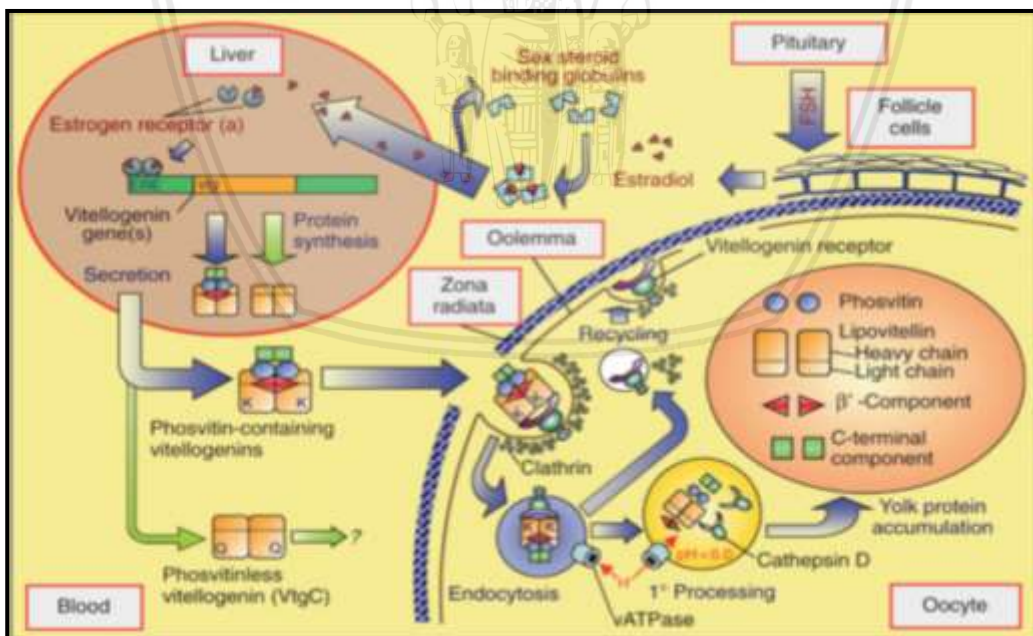 Liver
Estrogen receptor (a)
ERE
vtg
Vitellogenin
gene(s)
Protein
synthesis
Secretion
Sex steroid
binding globulins
Estradiol
Pituitary
FSH
Follicle
cells
Oolemma
Zona
radiata
Vitellogenin receptor
Recycling
Phosvitin
Lipovitellin
Heavy chain
Light chain
β'-Component
C-terminal
component
K K
Phosvitin-containing
vitellogenins
Clathrin
Q Q
?
Phosvitinless
vitellogenin (VtgC)
Endocytosis
H+
vATPase
1° Processing
Cathepsin D
Yolk protein
accumulation
Blood
Oocyte